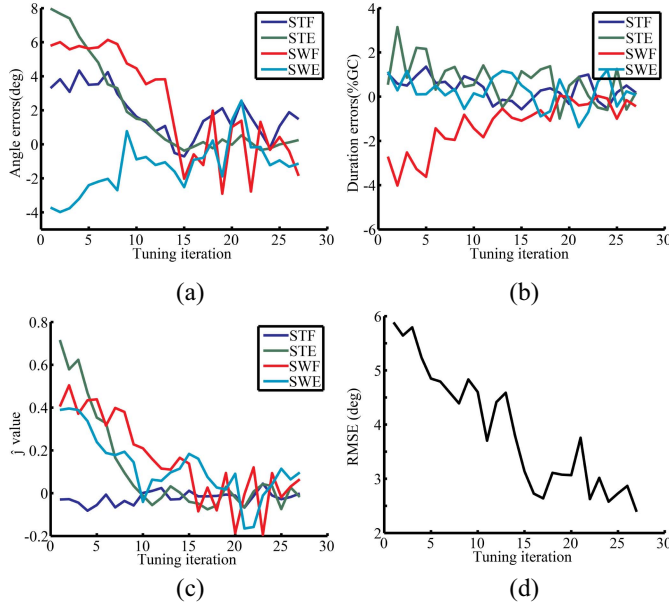 8
6
4
2
0
-2
-4
Angle errors(deg)
0 5 10 15 20 25 30
Tuning iteration
STF
STE
SWF
SWE
(a)
4
2
0
-2
-4
-6
Duration errors(%GC)
0 5 10 15 20 25 30
Tuning iteration
STF
STE
SWF
SWE
(b)
0.8
0.6
0.4
0.2
0
-0.2
ĵ value
0 5 10 15 20 25 30
Tuning iteration
STF
STE
SWF
SWE
(c)
6
5
4
3
2
RMSE (deg)
0 5 10 15 20 25 30
Tuning iteration
(d)